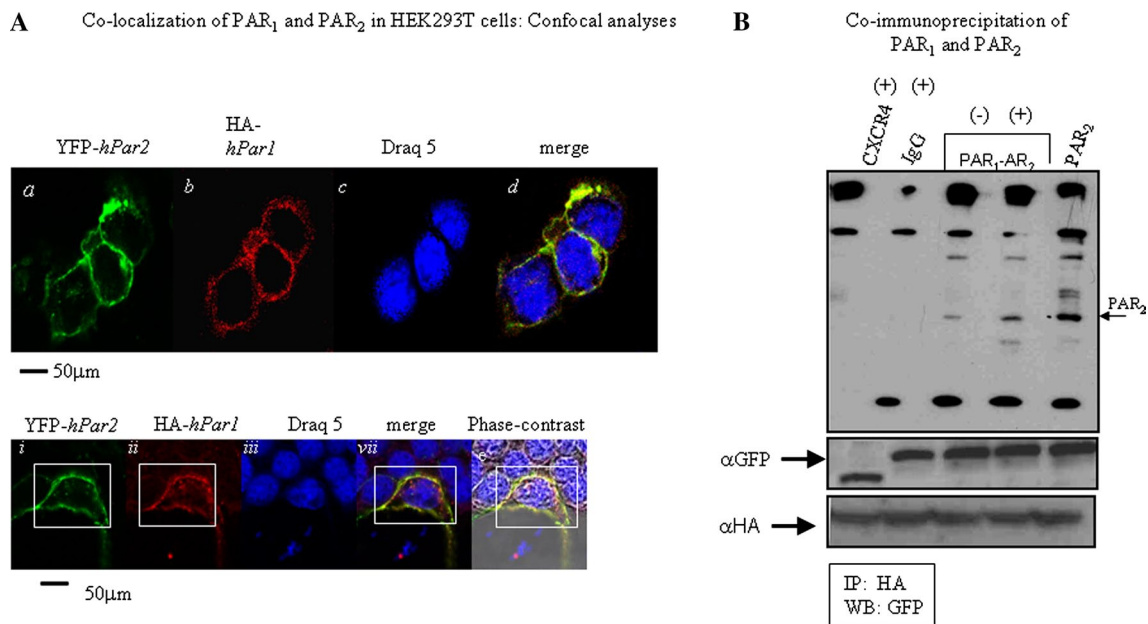 A
Co-localization of PAR1 and PAR2 in HEK293T cells: Confocal analyses
YFP-hPar2
HA-
hPar1
Draq 5
merge
a
b
c
d
50µm
YFP-hPar2
HA-hPar1
Draq 5
merge
Phase-contrast
i
ii
iii
vii
e
50µm
B
Co-immunoprecipitation of
PAR1 and PAR2
(+)
(+)
CXCR4
IgG
(-)
(+)
PAR1-AR2
PAR2
PAR2
αGFP
αHA
IP: HA
WB: GFP